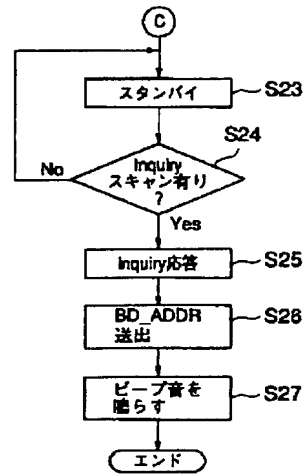 C
スタンバイ
S23
S24
Inquiry
スキャン有り
?
No
Yes
Inquiry応答
S25
BD_ADDR
送出
S26
ビープ音を
鳴らす
S27
エンド